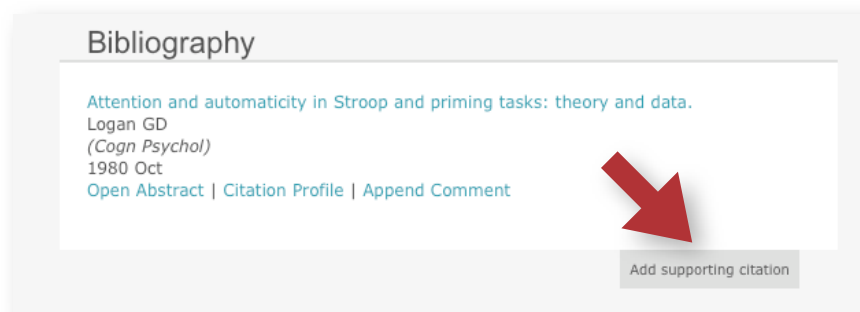 Bibliography
Attention and automaticity in Stroop and priming tasks: theory and data.
Logan GD
(Cogn Psychol)
1980 Oct
Open Abstract | Citation Profile | Append Comment
Add supporting citation